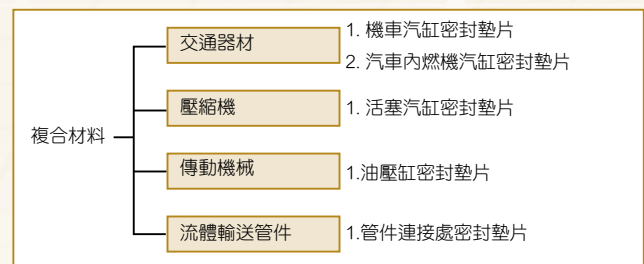 複合材料
交通器材
1. 機車汽缸密封墊片
2. 汽車內燃機汽缸密封墊片
壓縮機
1. 活塞汽缸密封墊片
傳動機械
1.油壓缸密封墊片
流體輸送管件
1.管件連接處密封墊片